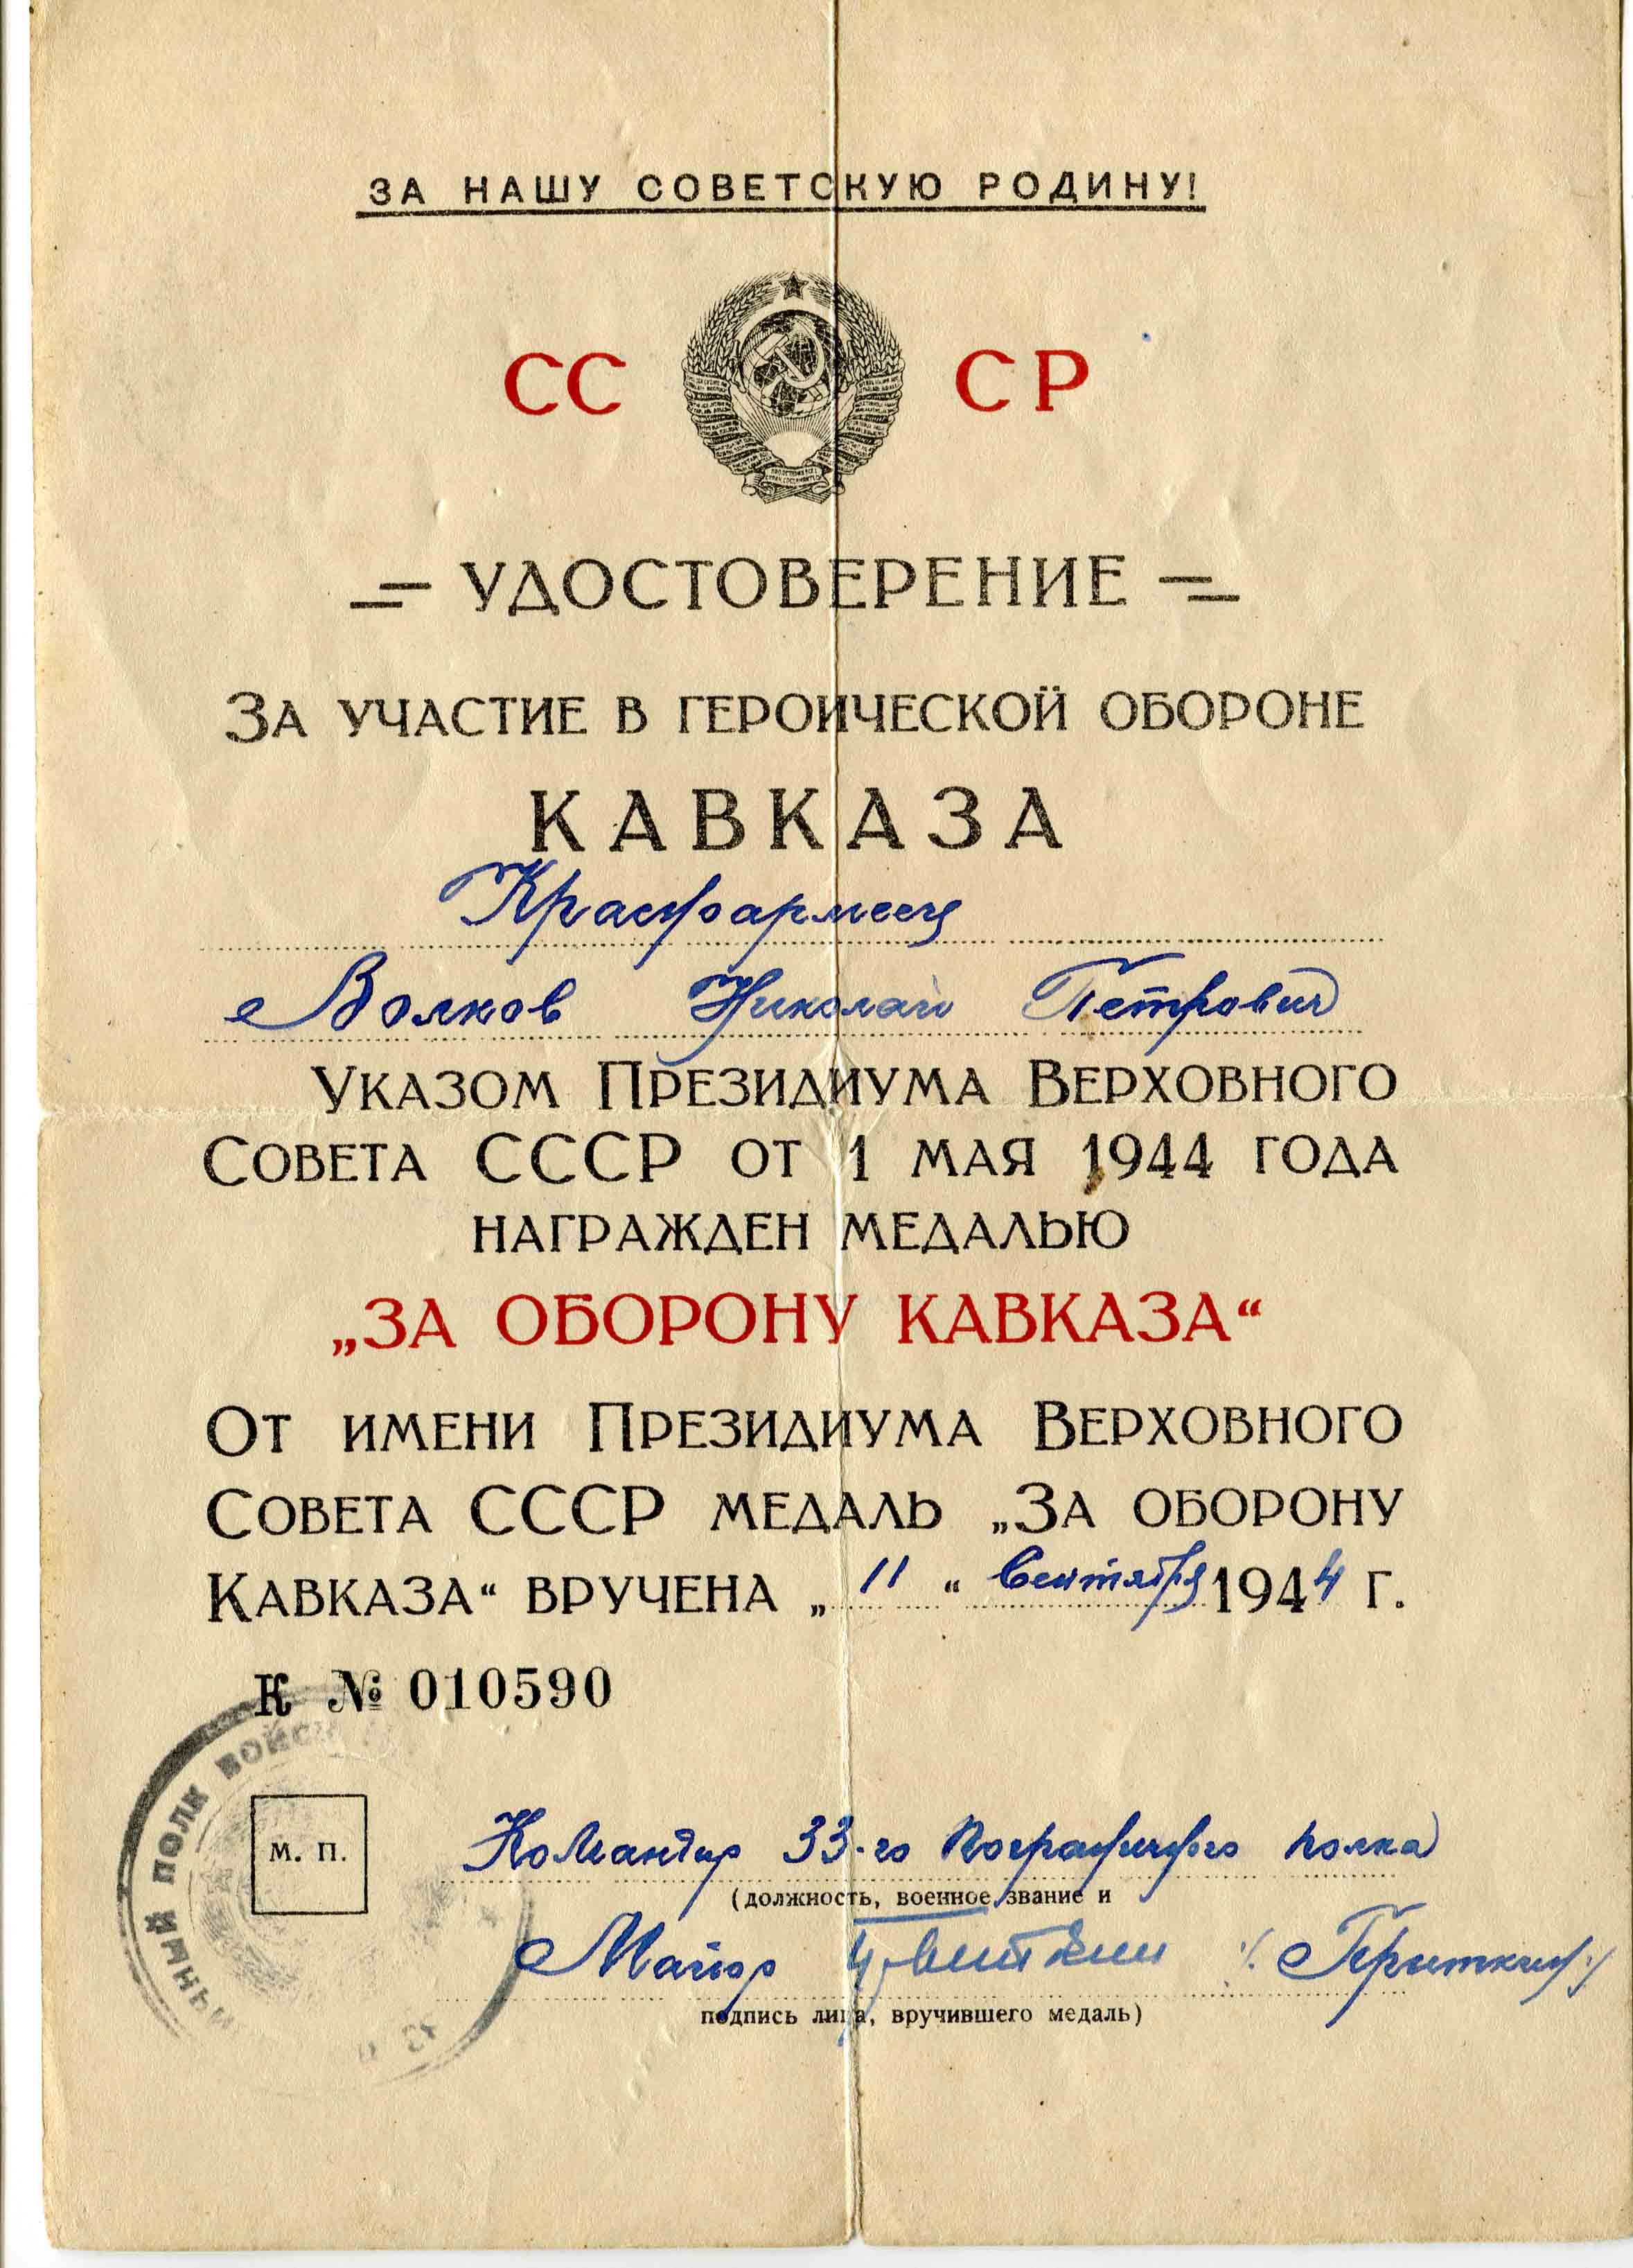 ЗА НАШУ СОВЕТСКУЮ РОДИНУ!
СС СР
УДОСТОВЕРЕНИЕ
ЗА УЧАСТИЕ В ГЕРОИЧЕСКОЙ ОБОРОНЕ
КАВКАЗА
Красноармеец
Волков Николай Петрович
УКАЗОМ ПРЕЗИДИУМА ВЕРХОВНОГО
СОВЕТА СССР ОТ 1 МАЯ 1944 ГОДА
НАГРАЖДЕН МЕДАЛЬЮ
„ЗА ОБОРОНУ КАВКАЗА“
ОТ ИМЕНИ ПРЕЗИДИУМА ВЕРХОВНОГО
СОВЕТА СССР МЕДАЛЬ „ЗА ОБОРОНУ
КАВКАЗА“ ВРУЧЕНА „11“ Сентября 1944 Г.
К № 010590
ПОЛК ВОЙСК
М. П.
Командир 33-го Пограничного полка
(должность, военное звание и
Майор
подпись лица, вручившего медаль)